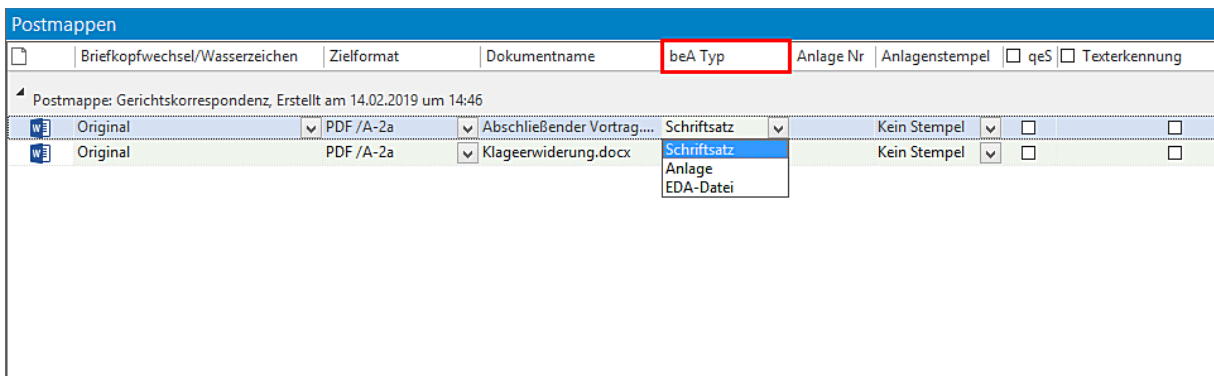 Postmappen
Briefkopfwechsel/Wasserzeichen Zielformat Dokumentname beA Typ Anlage Nr Anlagenstempel qeS Texterkennung
Postmappe: Gerichtskorrespondenz, Erstellt am 14.02.2019 um 14:46
Original PDF /A-2a Abschließender Vortrag.... Schriftsatz Kein Stempel
Original PDF /A-2a Klageerwiderung.docx Schriftsatz Kein Stempel
Anlage
EDA-Datei